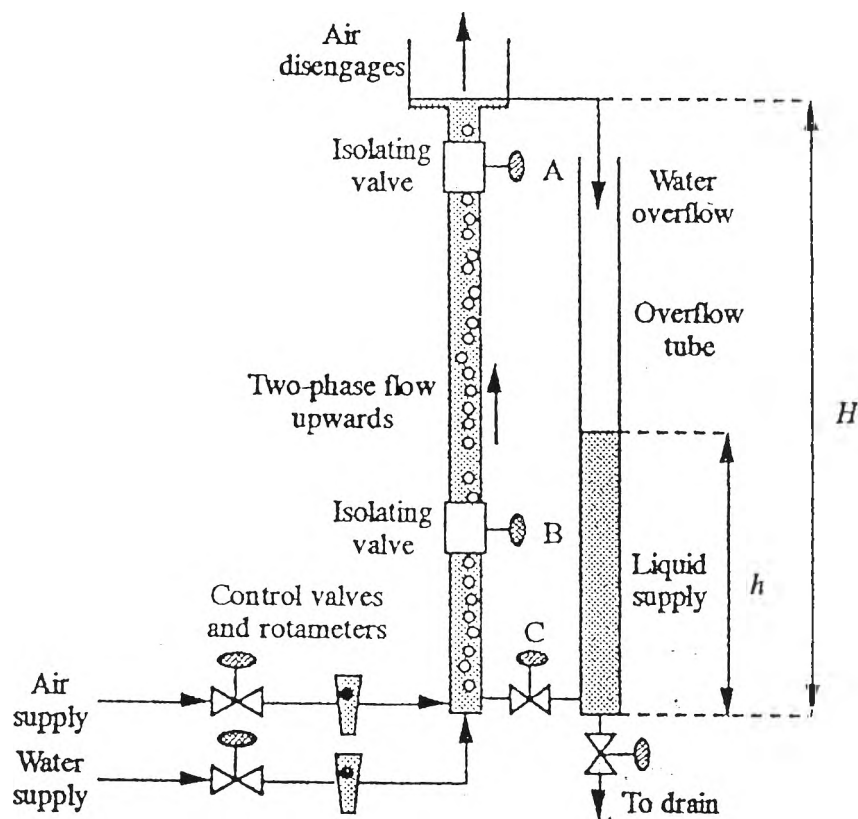 Air
disengages
Isolating
valve
A
Water
overflow
Overflow
tube
Two-phase flow
upwards
H
Isolating
valve
B
Liquid
supply
h
Control valves
and rotameters
C
Air
supply
Water
supply
To drain